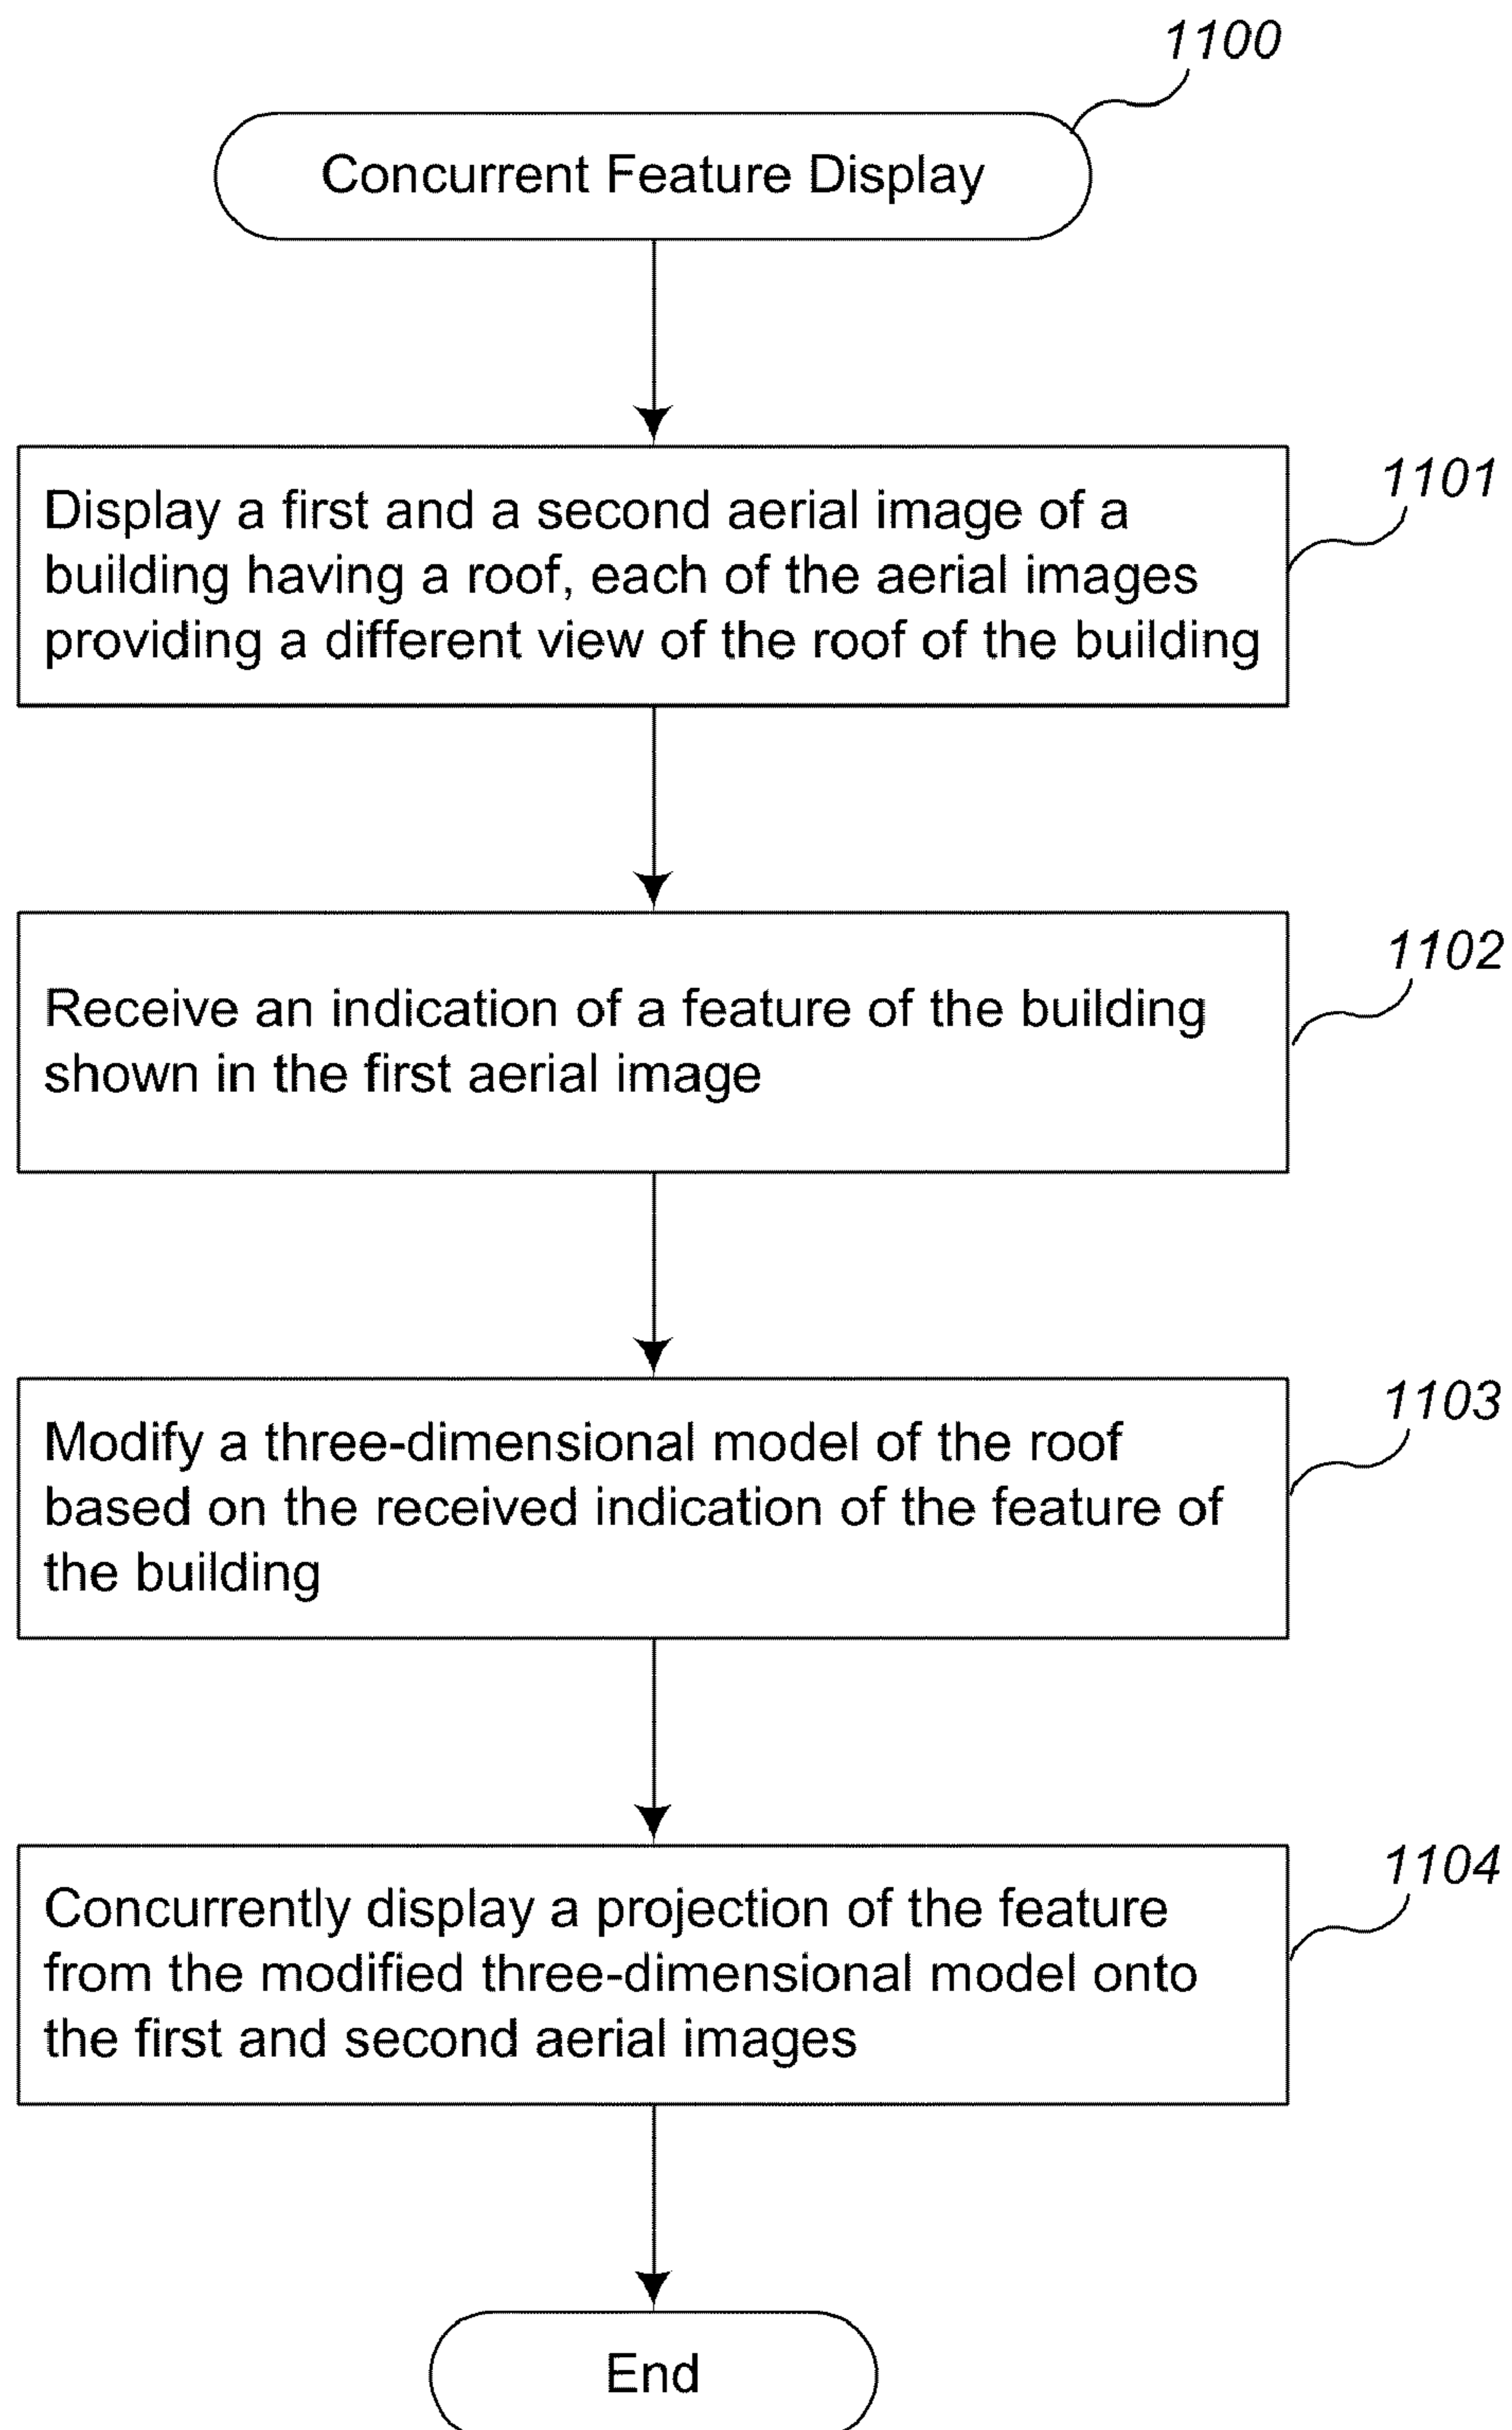 1100
Concurrent Feature Display
1101
Display a first and a second aerial image of a
building having a roof, each of the aerial images
providing a different view of the roof of the building
1102
Receive an indication of a feature of the building
shown in the first aerial image
1103
Modify a three-dimensional model of the roof
based on the received indication of the feature of
the building
1104
Concurrently display a projection of the feature
from the modified three-dimensional model onto
the first and second aerial images
End